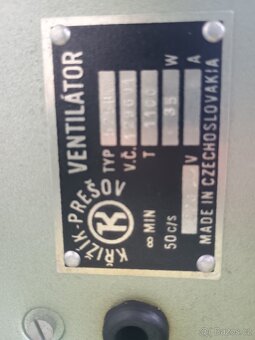 VENTILÁTOR
KŘIŽÍK-PREŠOV
K
TYP
V.Č.
T 1100
35 W
A
∞ MIN
50 c/s
V
MADE IN CZECHOSLOVAKIA